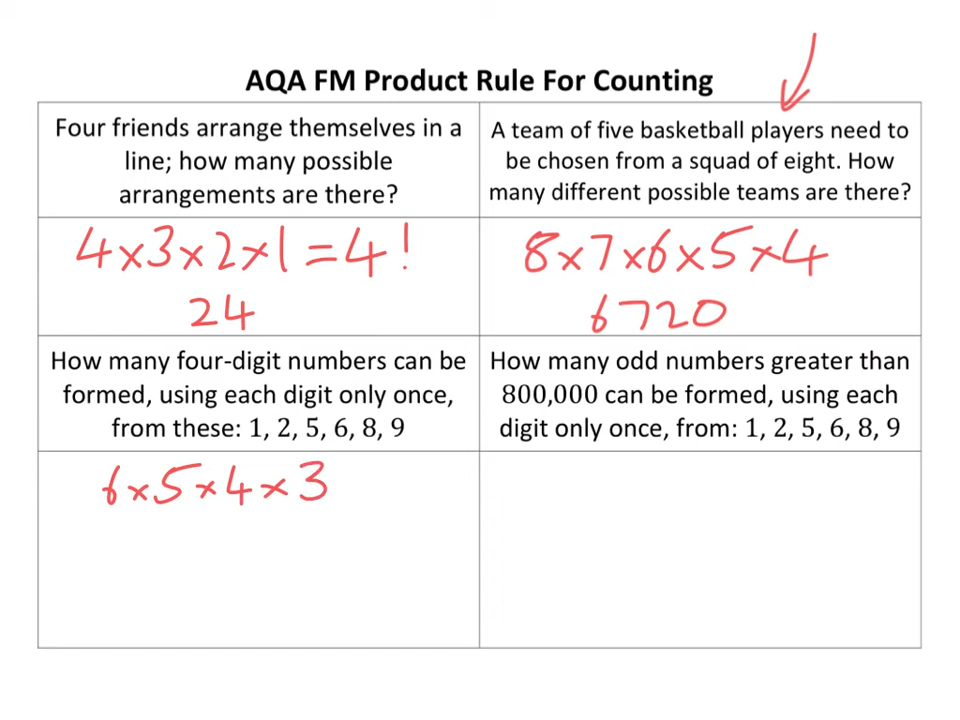 AQA FM Product Rule For Counting
Four friends arrange themselves in a
line; how many possible
arrangements are there?
A team of five basketball players need to
be chosen from a squad of eight. How
many different possible teams are there?
4×3×2×1=4!
24
8×7×6×5×4
6720
How many four-digit numbers can be
formed, using each digit only once,
from these: 1, 2, 5, 6, 8, 9
How many odd numbers greater than
800,000 can be formed, using each
digit only once, from: 1, 2, 5, 6, 8, 9
6×5×4×3